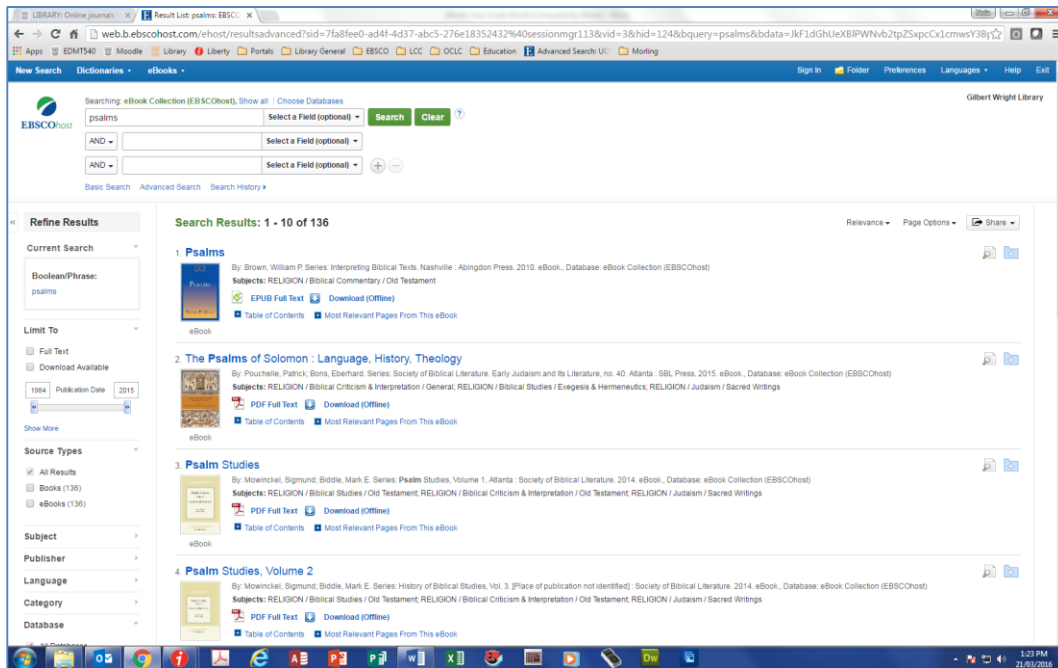 LIBRARY: Online journals
Result List: psalms: EBSCO
web.b.ebscohost.com/ehost/resultsadvanced?sid=7fa8fee0-ad4f-4d37-abc5-276e18352432%40sessionmgr113&vid=3&hid=124&bquery=psalms&bdata=
Apps EDMT540 Moodle Library Liberty Portals Library General EBSCO LCC OCLC Education Advanced Search: UC Morling
New Search Dictionaries eBooks Sign In Folder Preferences Languages Help Exit
Searching: eBook Collection (EBSCOhost), Show all Choose Databases
Gilbert Wright Library
EBSCOhost
psalms Select a Field (optional) Search Clear ?
AND Select a Field (optional)
AND Select a Field (optional)
Basic Search Advanced Search Search History
Refine Results
Current Search
Boolean/Phrase:
psalms
Limit To
Full Text
Download Available
1984 Publication Date 2015
Show More
Source Types
All Results
Books (136)
eBooks (136)
Subject
Publisher
Language
Category
Database
Search Results: 1 - 10 of 136
Relevance Page Options Share
1. Psalms
By: Brown, William P. Series: Interpreting Biblical Texts. Nashville : Abingdon Press. 2010. eBook., Database: eBook Collection (EBSCOhost)
Subjects: RELIGION / Biblical Commentary / Old Testament
EPUB Full Text Download (Offline)
Table of Contents Most Relevant Pages From This eBook
PSALMS
eBook
2. The Psalms of Solomon : Language, History, Theology
By: Pouchelle, Patrick; Bons, Eberhard. Series: Society of Biblical Literature. Early Judaism and Its Literature, no. 40. Atlanta : SBL Press. 2015. eBook., Database: eBook Collection (EBSCOhost)
Subjects: RELIGION / Biblical Criticism & Interpretation / General; RELIGION / Biblical Studies / Exegesis & Hermeneutics; RELIGION / Judaism / Sacred Writings
PDF Full Text Download (Offline)
Table of Contents Most Relevant Pages From This eBook
eBook
3. Psalm Studies
By: Mowinckel, Sigmund; Biddle, Mark E. Series: Psalm Studies, Volume 1. Atlanta : Society of Biblical Literature. 2014. eBook., Database: eBook Collection (EBSCOhost)
Subjects: RELIGION / Biblical Studies / Old Testament; RELIGION / Biblical Criticism & Interpretation / Old Testament; RELIGION / Judaism / Sacred Writings
PDF Full Text Download (Offline)
Table of Contents Most Relevant Pages From This eBook
eBook
4. Psalm Studies, Volume 2
By: Mowinckel, Sigmund; Biddle, Mark E. Series: History of Biblical Studies, Vol. 3. [Place of publication not identified] : Society of Biblical Literature. 2014. eBook., Database: eBook Collection (EBSCOhost)
Subjects: RELIGION / Biblical Studies / Old Testament; RELIGION / Biblical Criticism & Interpretation / Old Testament; RELIGION / Judaism / Sacred Writings
PDF Full Text Download (Offline)
Table of Contents Most Relevant Pages From This eBook
1:23 PM
21/03/2016